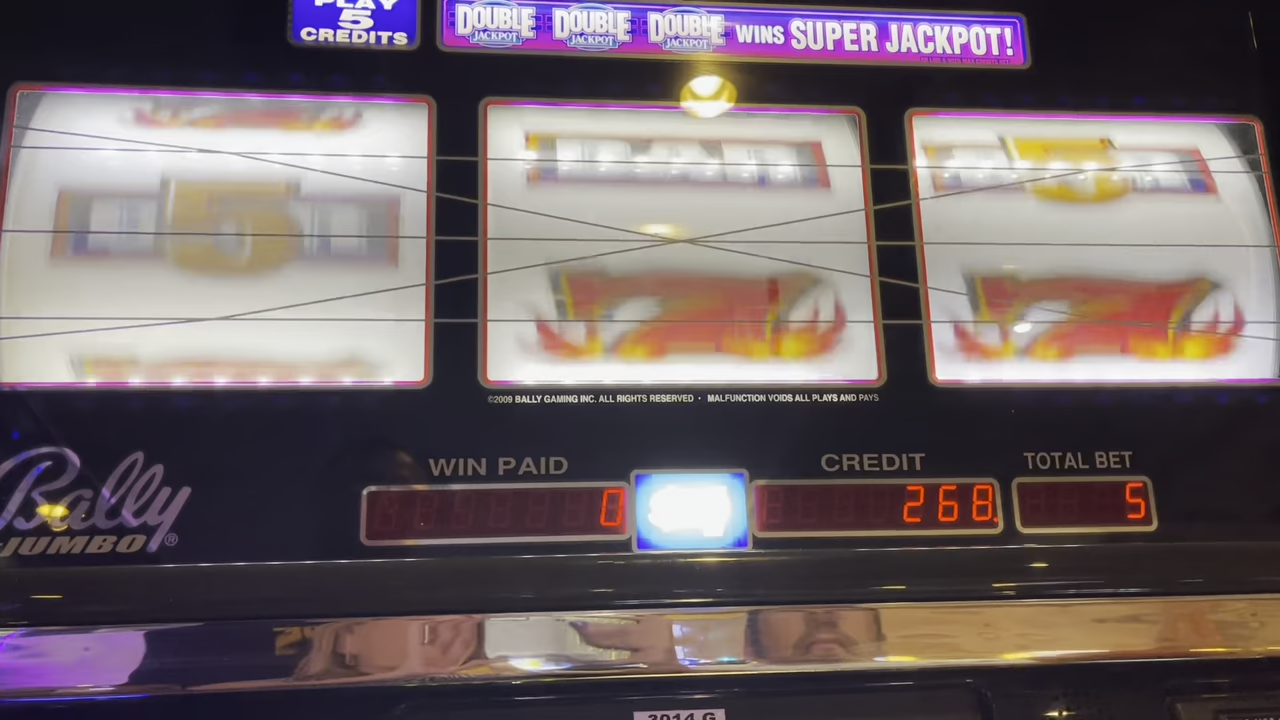 PLAY
5
CREDITS
DOUBLE JACKPOT DOUBLE JACKPOT DOUBLE JACKPOT WINS SUPER JACKPOT!
©2009 BALLY GAMING INC. ALL RIGHTS RESERVED • MALFUNCTION VOIDS ALL PLAYS AND PAYS
WIN PAID CREDIT TOTAL BET
0 268. 5
Bally
JUMBO®
3014 G